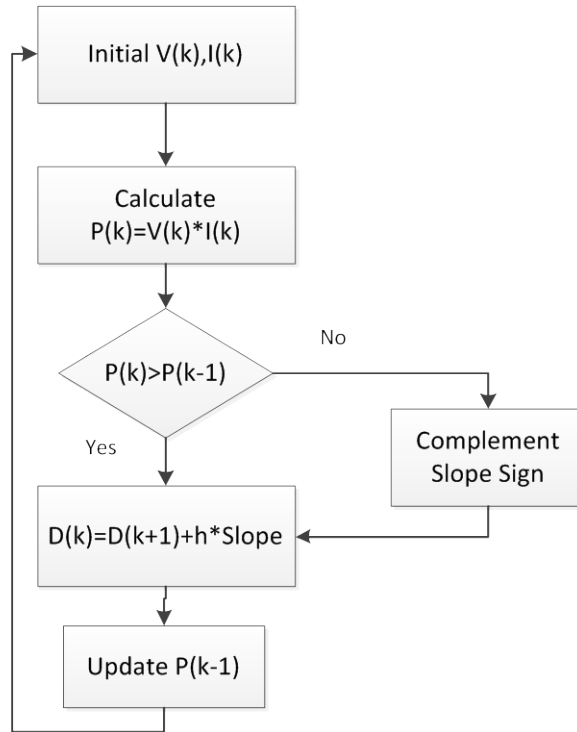 Initial V(k),I(k)
Calculate
P(k)=V(k)*I(k)
P(k)>P(k-1)
No
Yes
Complement
Slope Sign
D(k)=D(k+1)+h*Slope
Update P(k-1)